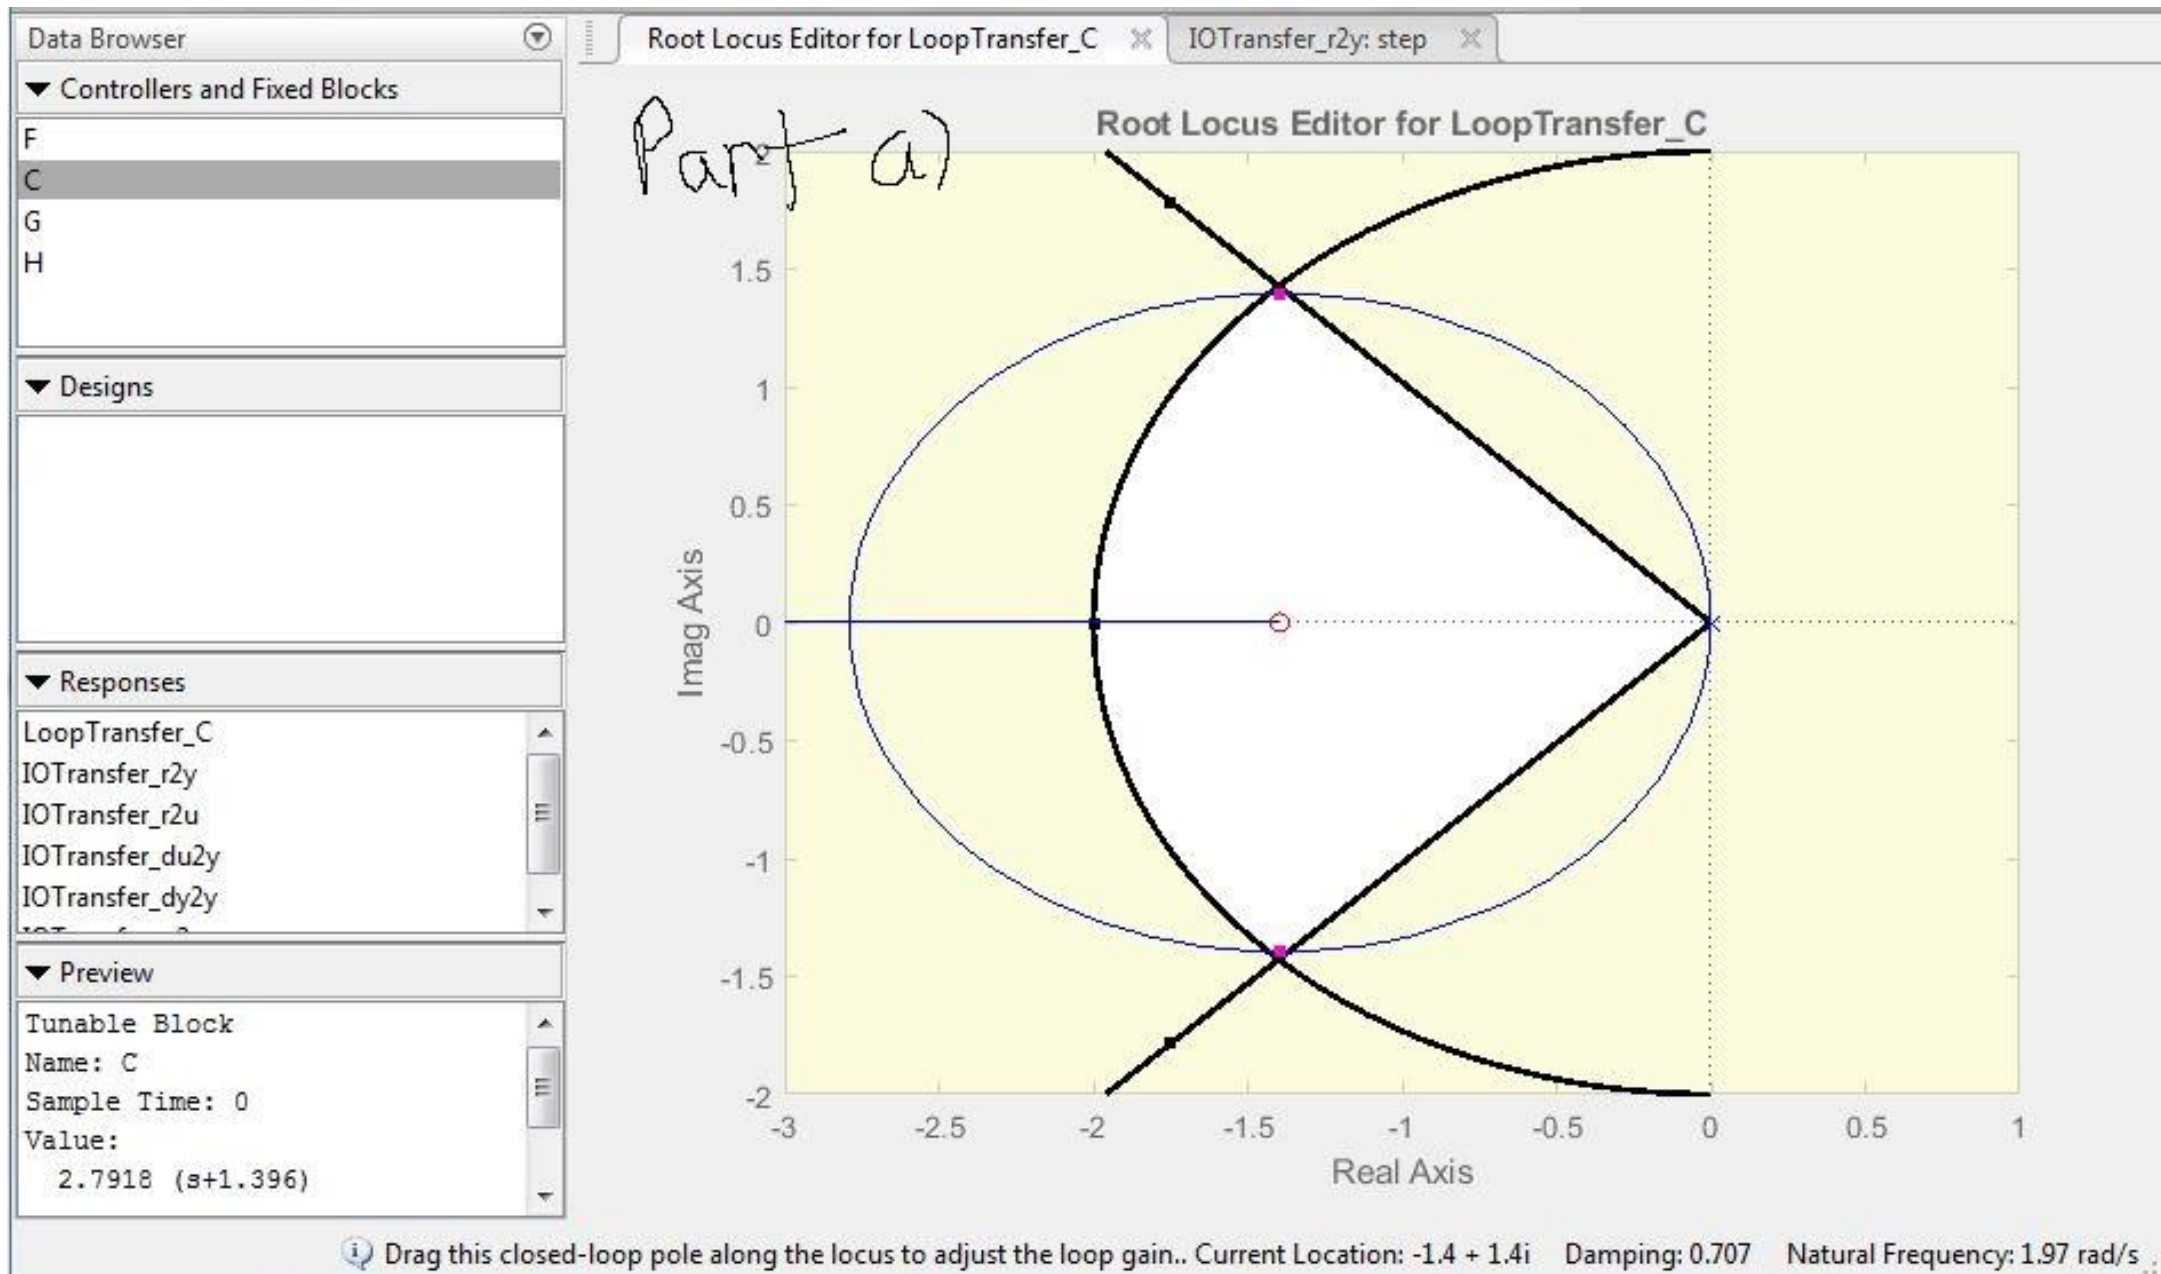 Data Browser
Controllers and Fixed Blocks
F
C
G
H
Designs
Responses
LoopTransfer_C
IOTransfer_r2y
IOTransfer_r2u
IOTransfer_du2y
IOTransfer_dy2y
Preview
Tunable Block
Name: C
Sample Time: 0
Value:
2.7918 (s+1.396)
Root Locus Editor for LoopTransfer_C
IOTransfer_r2y: step
Part a)
Root Locus Editor for LoopTransfer_C
2
1.5
1
0.5
0
-0.5
-1
-1.5
-2
Imag Axis
-3 -2.5 -2 -1.5 -1 -0.5 0 0.5 1
Real Axis
Drag this closed-loop pole along the locus to adjust the loop gain.. Current Location: -1.4 + 1.4i Damping: 0.707 Natural Frequency: 1.97 rad/s